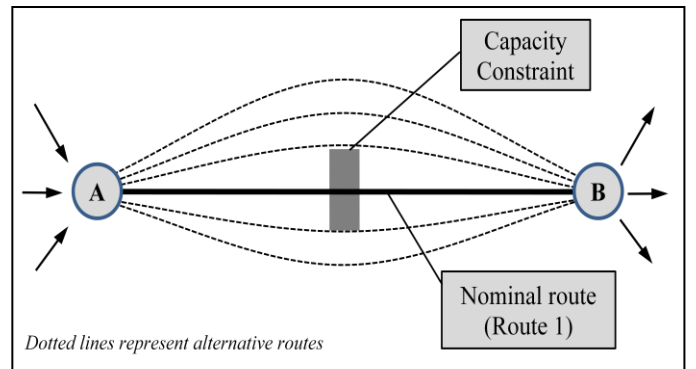 Capacity
Constraint
A
B
Nominal route
(Route 1)
Dotted lines represent alternative routes